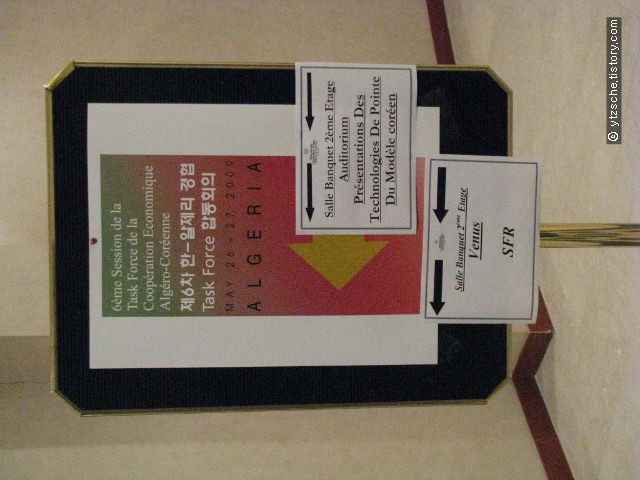 6ème Session de la
Task Force de la
Coopération Economique
Algéro-Coréenne
제6차 한-알제리 경협
Task Force 합동회의
MAY 26 - 27. 2009
ALGERIA
Salle Banquet 2ème Etage
Auditorium
Présentations Des
Technologies De Pointe
Du Modèle coréen
Salle Banquet 2ème Etage
Venus
SFR
© ytzsche.tistory.com